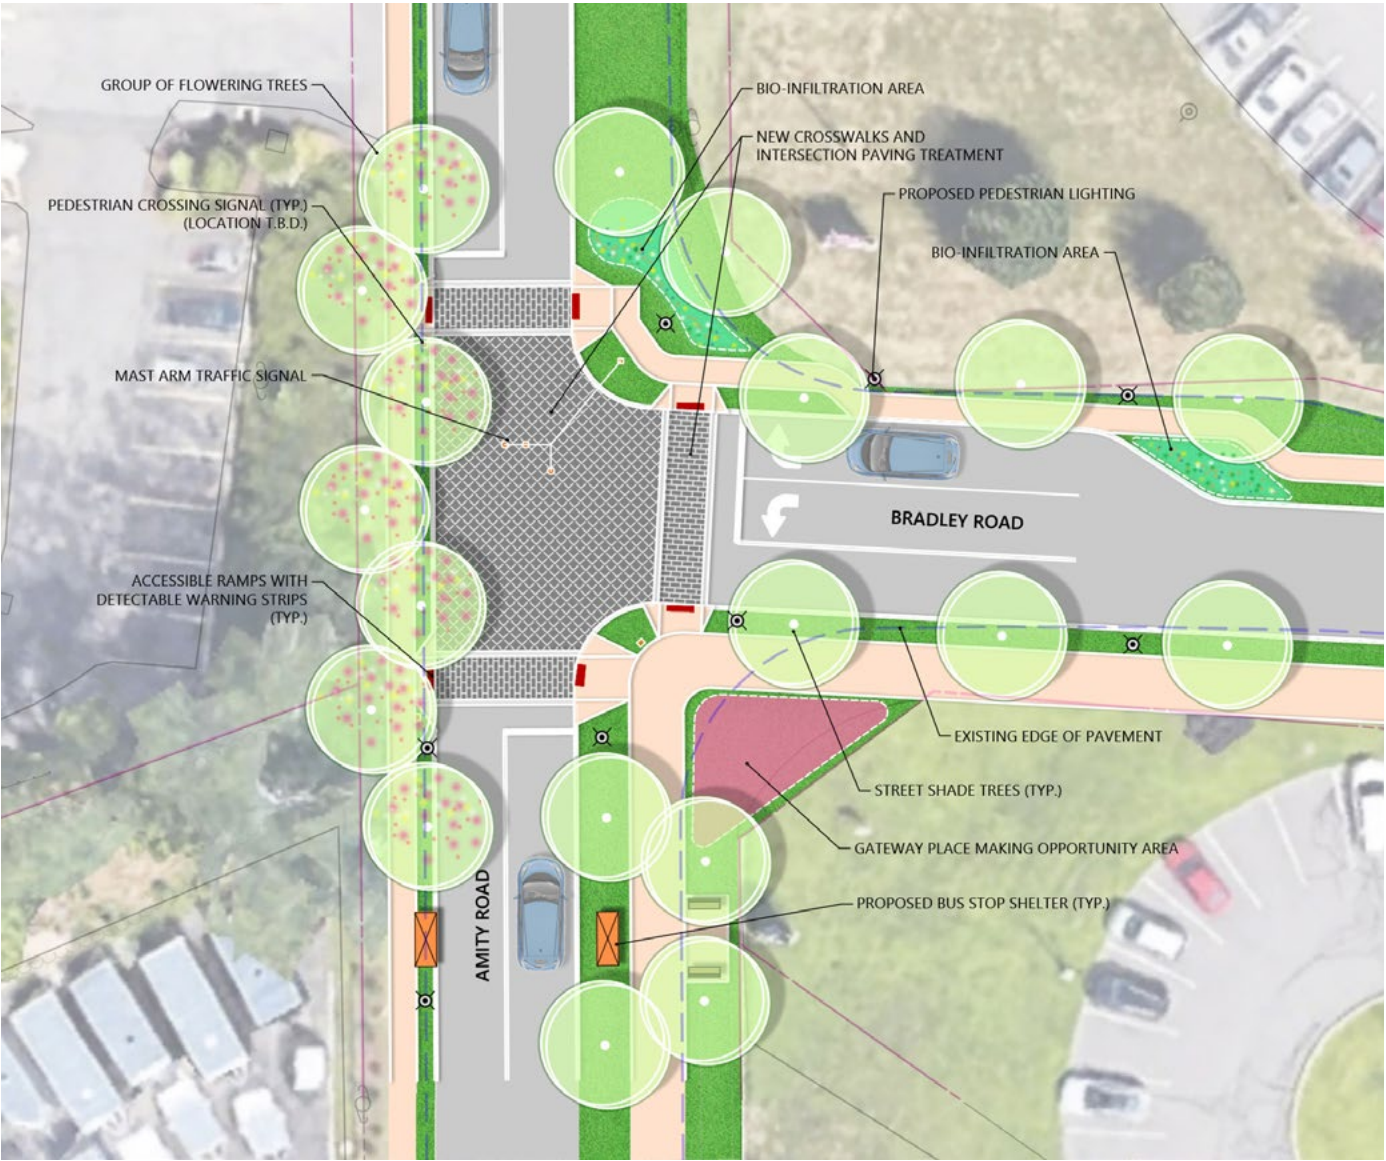 GROUP OF FLOWERING TREES
BIO-INFILTRATION AREA
NEW CROSSWALKS AND
INTERSECTION PAVING TREATMENT
PEDESTRIAN CROSSING SIGNAL (TYP.)
(LOCATION T.B.D.)
PROPOSED PEDESTRIAN LIGHTING
BIO-INFILTRATION AREA
MAST ARM TRAFFIC SIGNAL
BRADLEY ROAD
ACCESSIBLE RAMPS WITH
DETECTABLE WARNING STRIPS
(TYP.)
EXISTING EDGE OF PAVEMENT
STREET SHADE TREES (TYP.)
GATEWAY PLACE MAKING OPPORTUNITY AREA
PROPOSED BUS STOP SHELTER (TYP.)
AMITY ROAD